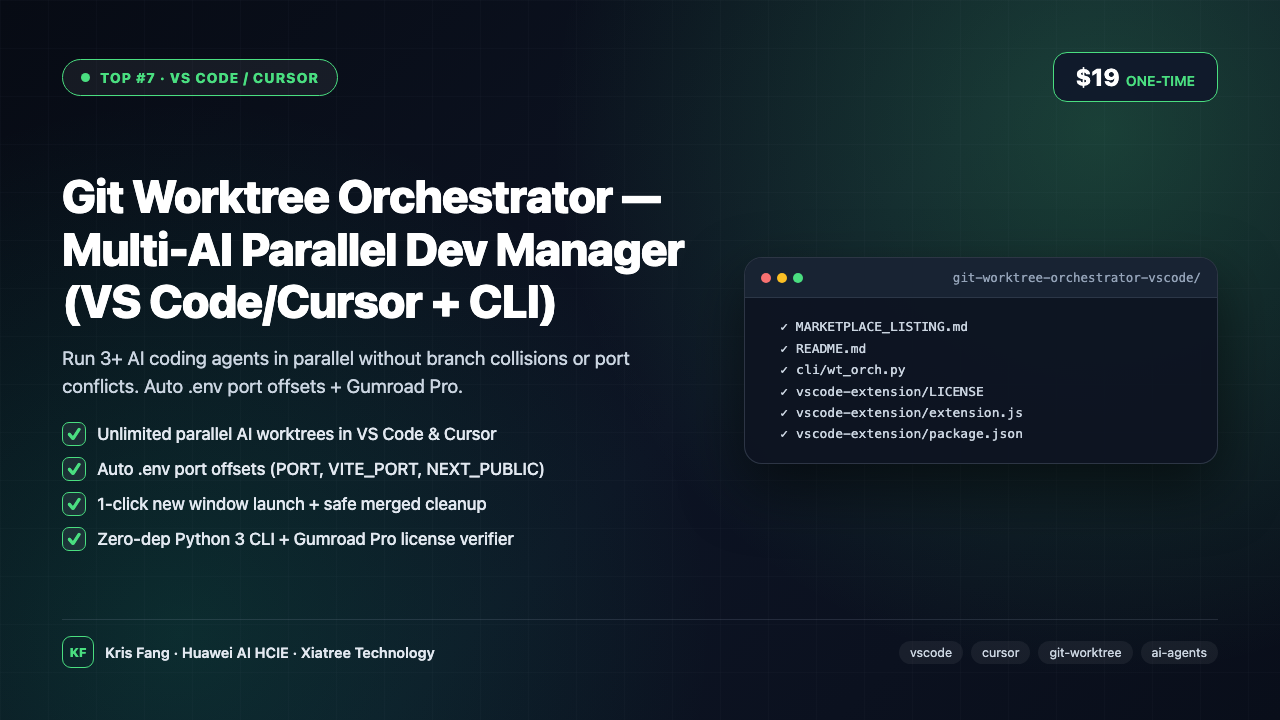 TOP #7 · VS CODE / CURSOR
$19 ONE-TIME
Git Worktree Orchestrator —
Multi-AI Parallel Dev Manager
(VS Code/Cursor + CLI)
Run 3+ AI coding agents in parallel without branch collisions or port
conflicts. Auto .env port offsets + Gumroad Pro.
Unlimited parallel AI worktrees in VS Code & Cursor
Auto .env port offsets (PORT, VITE_PORT, NEXT_PUBLIC)
1-click new window launch + safe merged cleanup
Zero-dep Python 3 CLI + Gumroad Pro license verifier
git-worktree-orchestrator-vscode/
✓ MARKETPLACE_LISTING.md
✓ README.md
✓ cli/wt_orch.py
✓ vscode-extension/LICENSE
✓ vscode-extension/extension.js
✓ vscode-extension/package.json
KF
Kris Fang · Huawei AI HCIE · Xiatree Technology
vscode
cursor
git-worktree
ai-agents